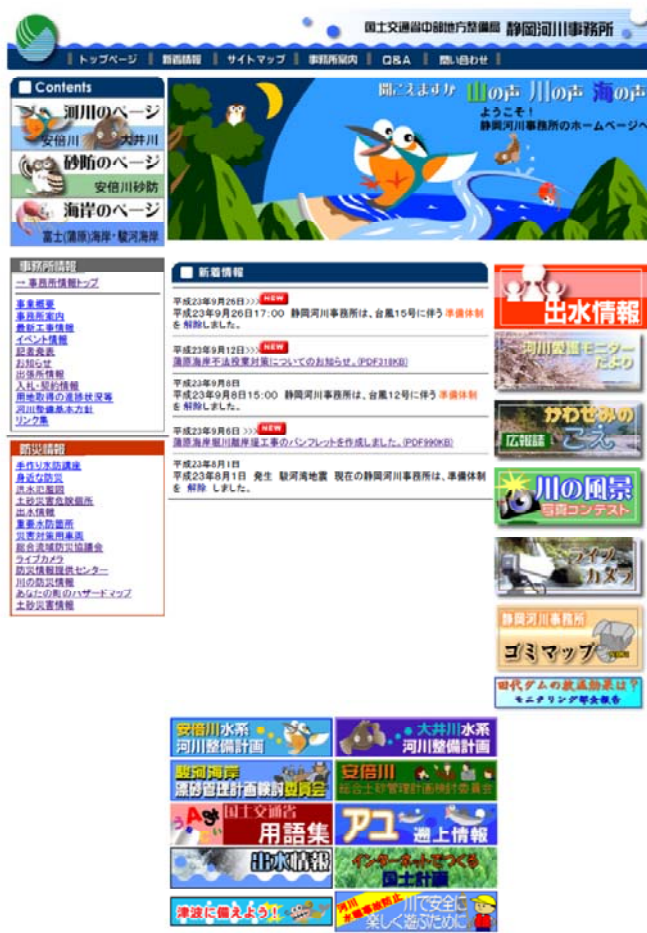 国土交通省中部地方整備局 静岡河川事務所
トップページ 新着情報 サイトマップ 事務所案内 Q&A 問い合わせ
Contents
河川のページ
安倍川 大井川
砂防のページ
安倍川砂防
海岸のページ
富士(蒲原)海岸・駿河海岸
聞こえますか 山の声 川の声 海の声
ようこそ！
静岡河川事務所のホームページへ
事務所情報
→ 事務所情報トップ
事業概要
事務所案内
最新工事情報
イベント情報
記者発表
お知らせ
出張所情報
入札・契約情報
用地取得の進捗状況等
河川整備基本方針
リンク集
防災情報
手作り水防講座
身近な防災
洪水氾濫図
土砂災害危険個所
出水情報
重要水防箇所
災害対策用車両
総合流域防災協議会
ライブカメラ
防災情報提供センター
川の防災情報
あなたの町のハザードマップ
土砂災害情報
新着情報
平成23年9月26日>>> NEW
平成23年9月26日17:00 静岡河川事務所は、台風15号に伴う 準備体制
を 解除しました。
平成23年9月12日>>> NEW
蒲原海岸不法投棄対策についてのお知らせ。(PDF318KB)
平成23年9月8日
平成23年9月8日15:00 静岡河川事務所は、台風12号に伴う 準備体制
を 解除しました。
平成23年9月6日 >>> NEW
蒲原海岸堀川離岸堤工事のパンフレットを作成しました。(PDF990KB)
平成23年8月1日
平成23年8月1日 発生 駿河湾地震 現在の静岡河川事務所は、準備体制
を 解除 しました。
出水情報
河川愛護モニター
だより
かわせみの
広報誌 こえ
川の風景
写真コンテスト
ライブ
カメラ
静岡河川事務所
ゴミマップ
田代ダムの放流効果は？
モニタリング部会報告
安倍川水系
河川整備計画
大井川水系
河川整備計画
駿河海岸
漂砂管理計画検討委員会
安倍川
総合土砂管理計画検討委員会
国土交通省
用語集
アユ 遡上情報
出水情報
インターネットでつくる
国土計画
津波に備えよう！
河川
水難事故防止
川で安全に
楽しく遊ぶために